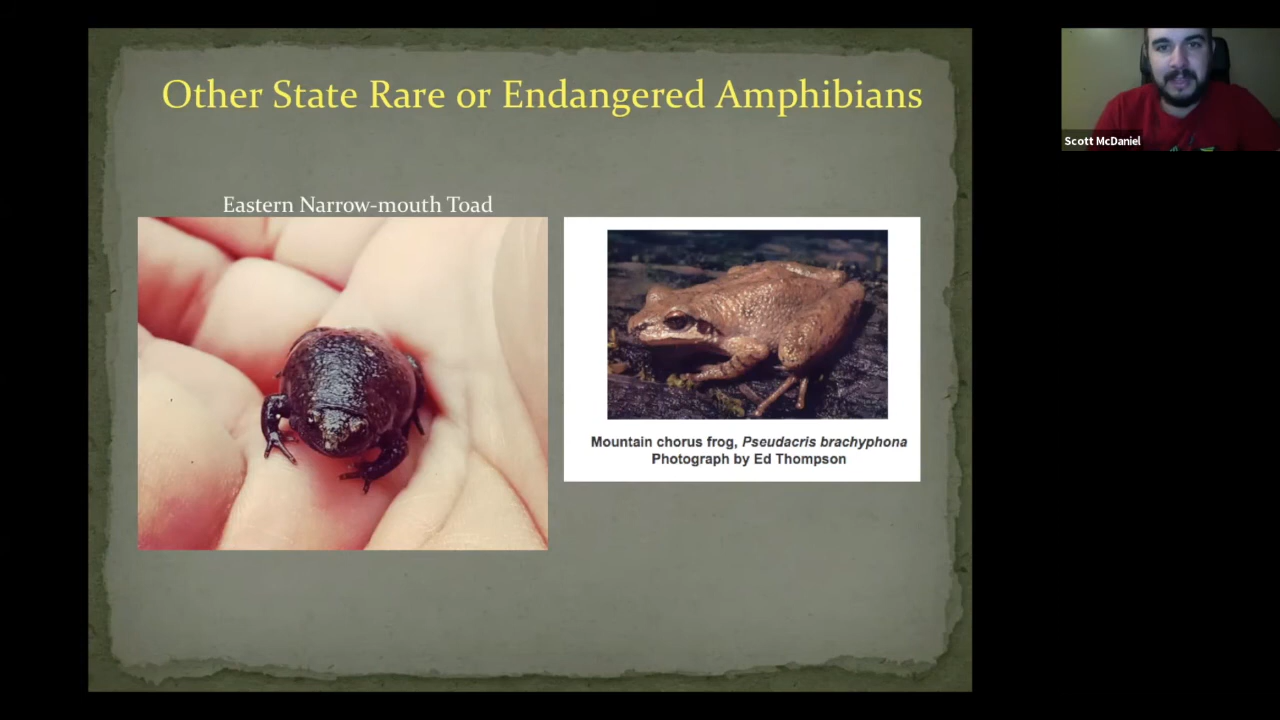 Other State Rare or Endangered Amphibians
Scott McDaniel
Eastern Narrow-mouth Toad
Mountain chorus frog, Pseudacris brachyphona
Photograph by Ed Thompson